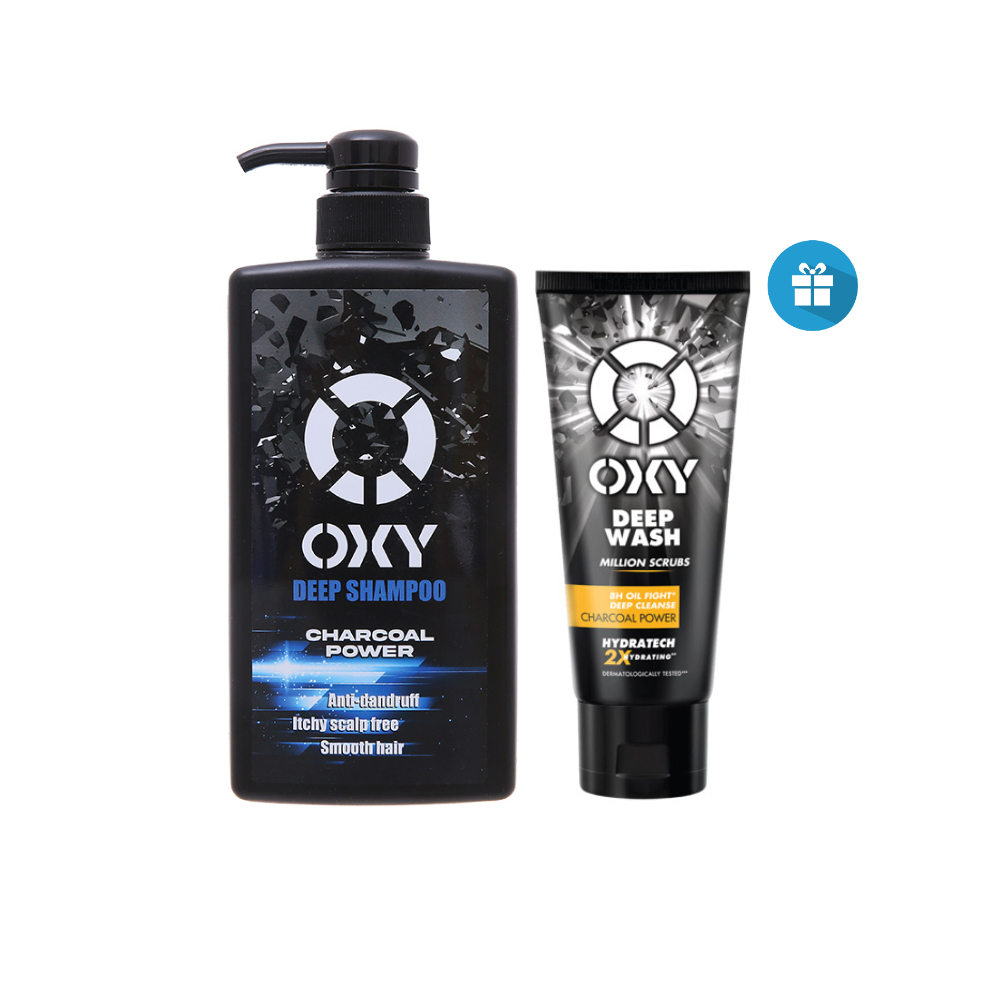 OXY
DEEP SHAMPOO
CHARCOAL
POWER
Anti-dandruff
Itchy scalp free
Smooth hair
OXY
DEEP
WASH
MILLION SCRUBS
8H OIL FIGHT*
DEEP CLEANSE
CHARCOAL POWER
HYDRATECH
2XYDRATING**
DERMATOLOGICALLY TESTED***